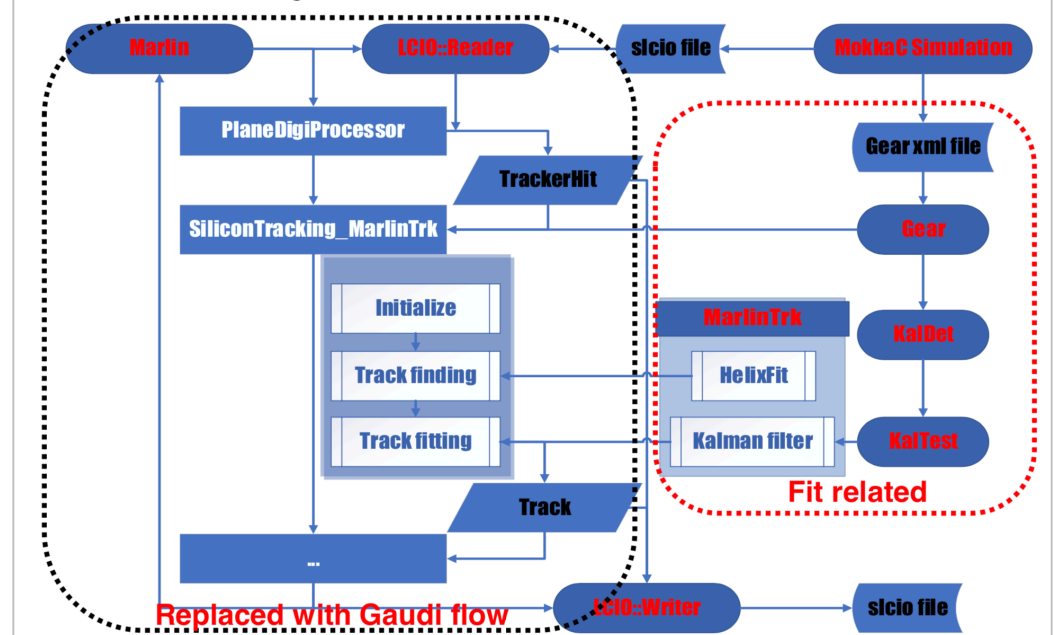 Marlin
LCIO::Reader
slcio file
MokkaC Simulation
PlaneDigiProcessor
Gear xml file
TrackerHit
SiliconTracking_MarlinTrk
Gear
Initialize
MarlinTrk
KalDet
Track finding
HelixFit
Track fitting
Kalman filter
KalTest
Fit related
Track
...
Replaced with Gaudi flow
LCIO::Writer
slcio file